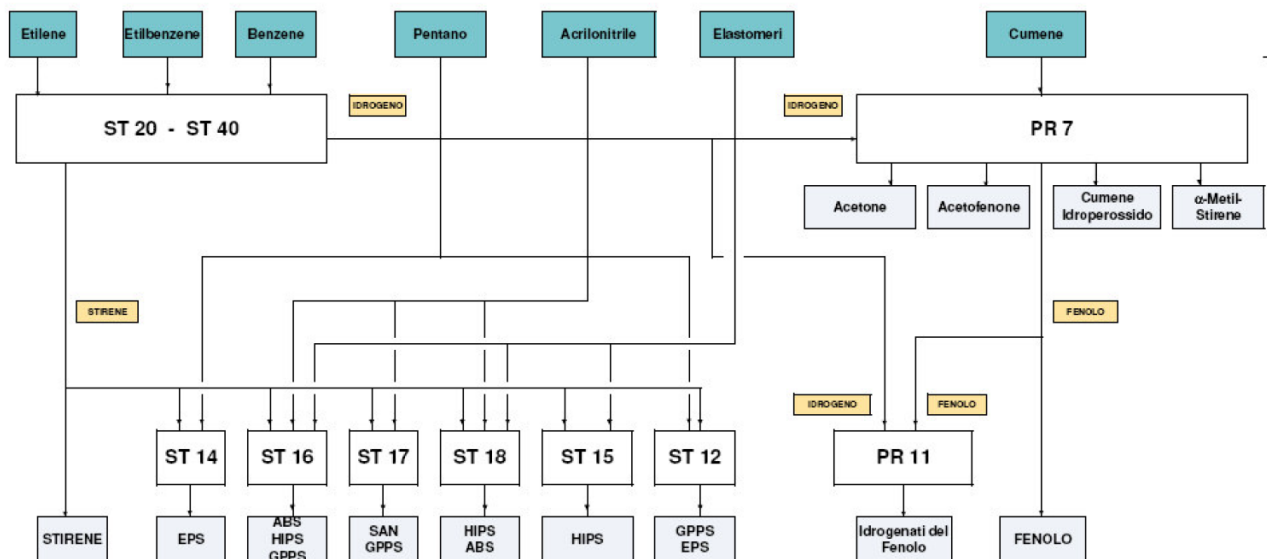 Etilene
Etilbenzene
Benzene
Pentano
Acrilonitrile
Elastomeri
Cumene
IDROGENO
IDROGENO
ST 20 - ST 40
PR 7
Acetone
Acetofenone
Cumene
Idroperossido
α-Metil-
Stirene
STIRENE
FENOLO
IDROGENO
FENOLO
ST 14
ST 16
ST 17
ST 18
ST 15
ST 12
PR 11
STIRENE
EPS
ABS
HIPS
GPPS
SAN
GPPS
HIPS
ABS
HIPS
GPPS
EPS
Idrogenati del
Fenolo
FENOLO